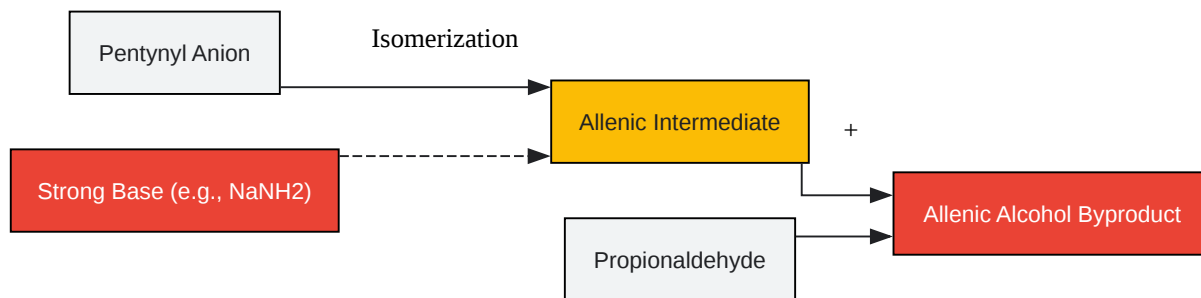 Isomerization
Pentynyl Anion
Allenic Intermediate
+
Strong Base (e.g., NaNH2)
Allenic Alcohol Byproduct
Propionaldehyde